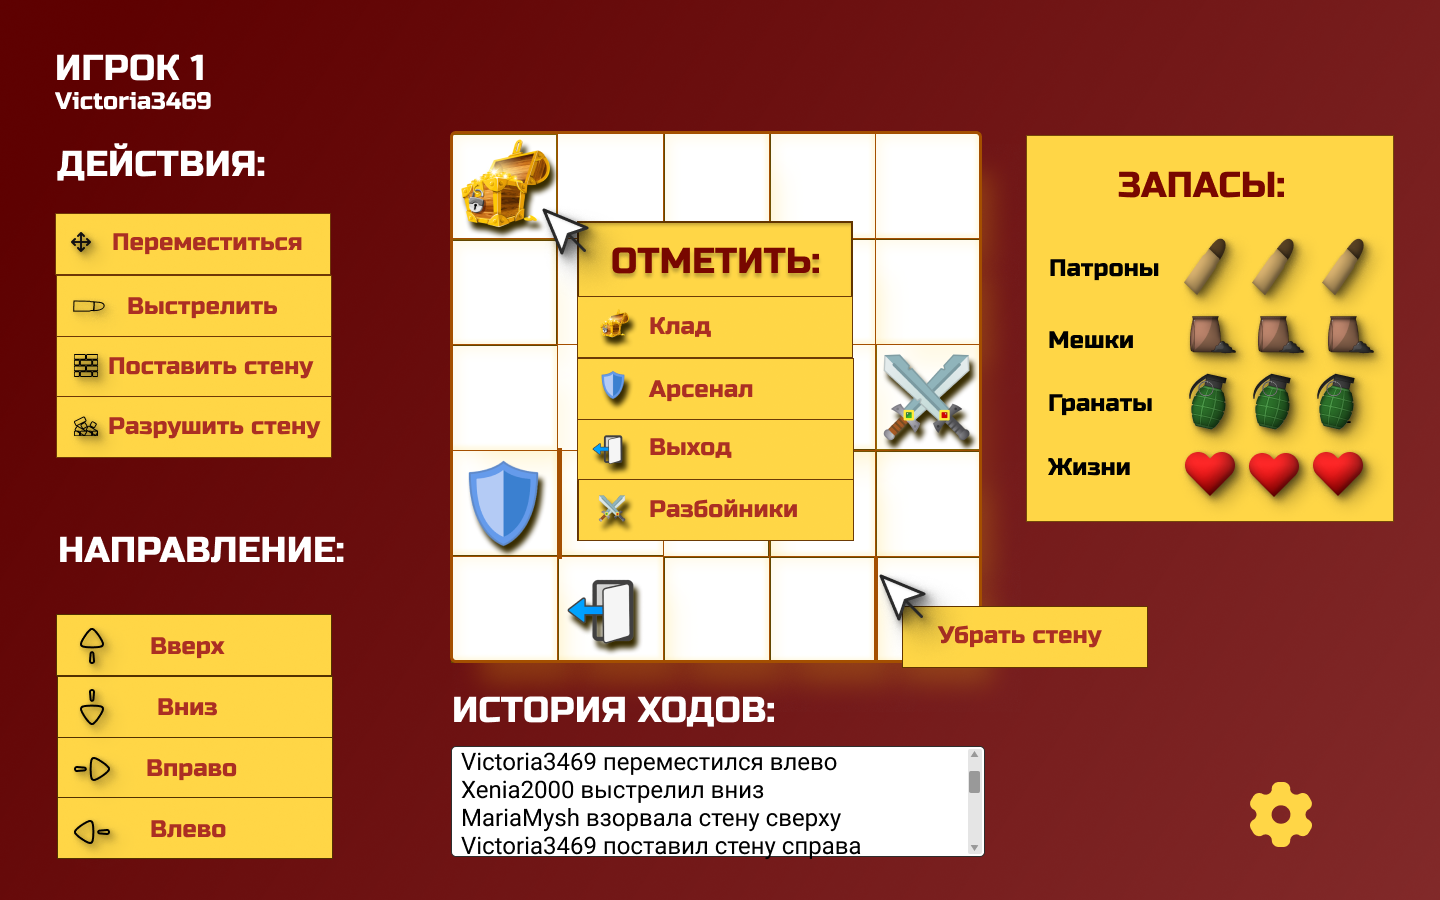 ИГРОК 1
Victoria3469
ДЕЙСТВИЯ:
Переместиться
Выстрелить
Поставить стену
Разрушить стену
НАПРАВЛЕНИЕ:
Вверх
Вниз
Вправо
Влево
ОТМЕТИТЬ:
Клад
Арсенал
Выход
Разбойники
Убрать стену
ИСТОРИЯ ХОДОВ:
Victoria3469 переместился влево
Xenia2000 выстрелил вниз
MariaMysh взорвала стену сверху
Victoria3469 поставил стену справа
ЗАПАСЫ:
Патроны
Мешки
Гранаты
Жизни